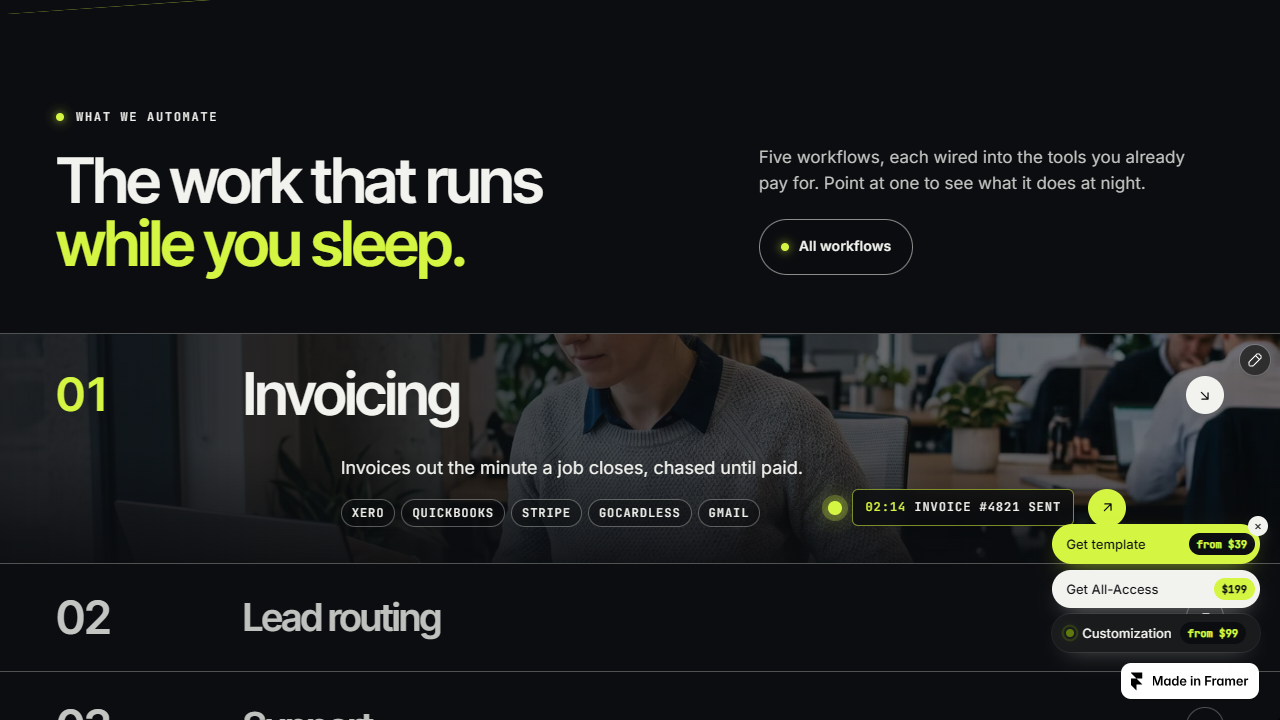 WHAT WE AUTOMATE
The work that runs
while you sleep.
Five workflows, each wired into the tools you already
pay for. Point at one to see what it does at night.
All workflows
01
Invoicing
Invoices out the minute a job closes, chased until paid.
XERO
QUICKBOOKS
STRIPE
GOCARDLESS
GMAIL
02:14 INVOICE #4821 SENT
Get template
from $39
Get All-Access
$199
02
Lead routing
Customization
from $99
Made in Framer
03
Support